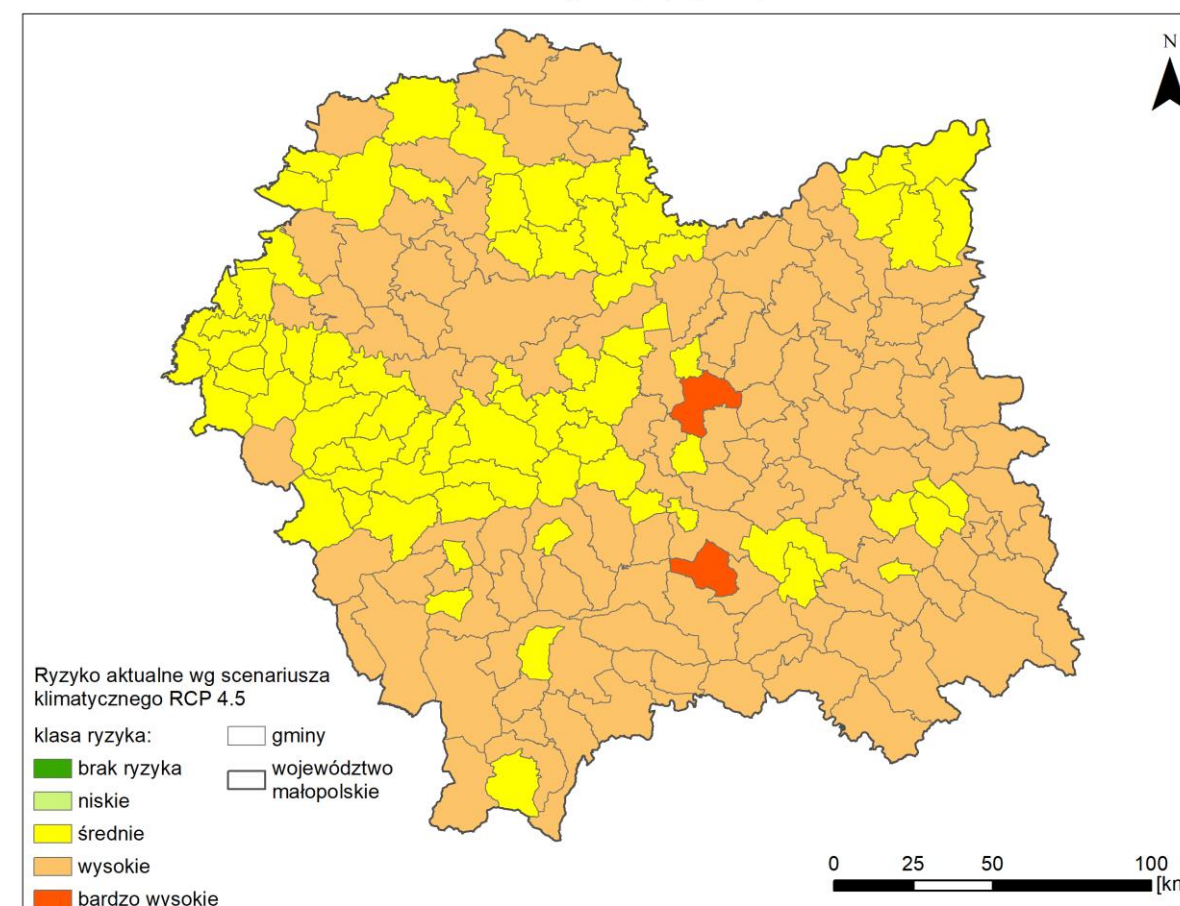 N
Ryzyko aktualne wg scenariusza
klimatycznego RCP 4.5
klasa ryzyka:
gminy
brak ryzyka
województwo
małopolskie
niskie
średnie
wysokie
bardzo wysokie
0 25 50 100
[km